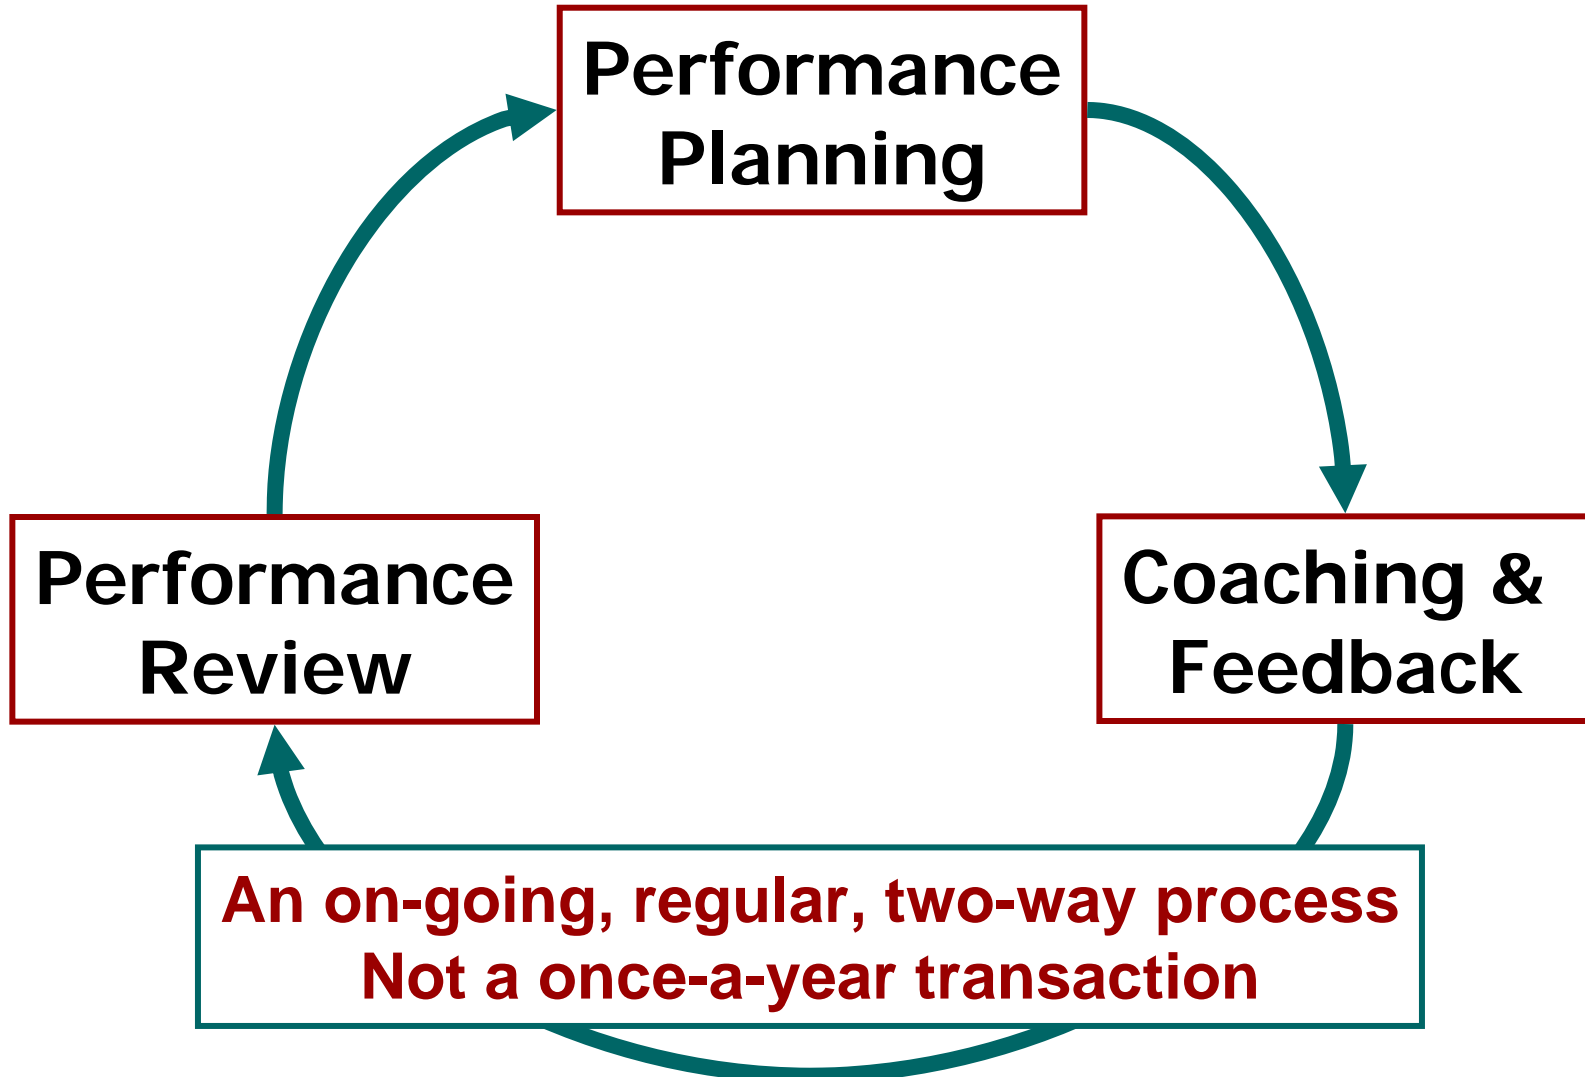 Performance
Planning
Performance
Review
Coaching &
Feedback
An on-going, regular, two-way process
Not a once-a-year transaction